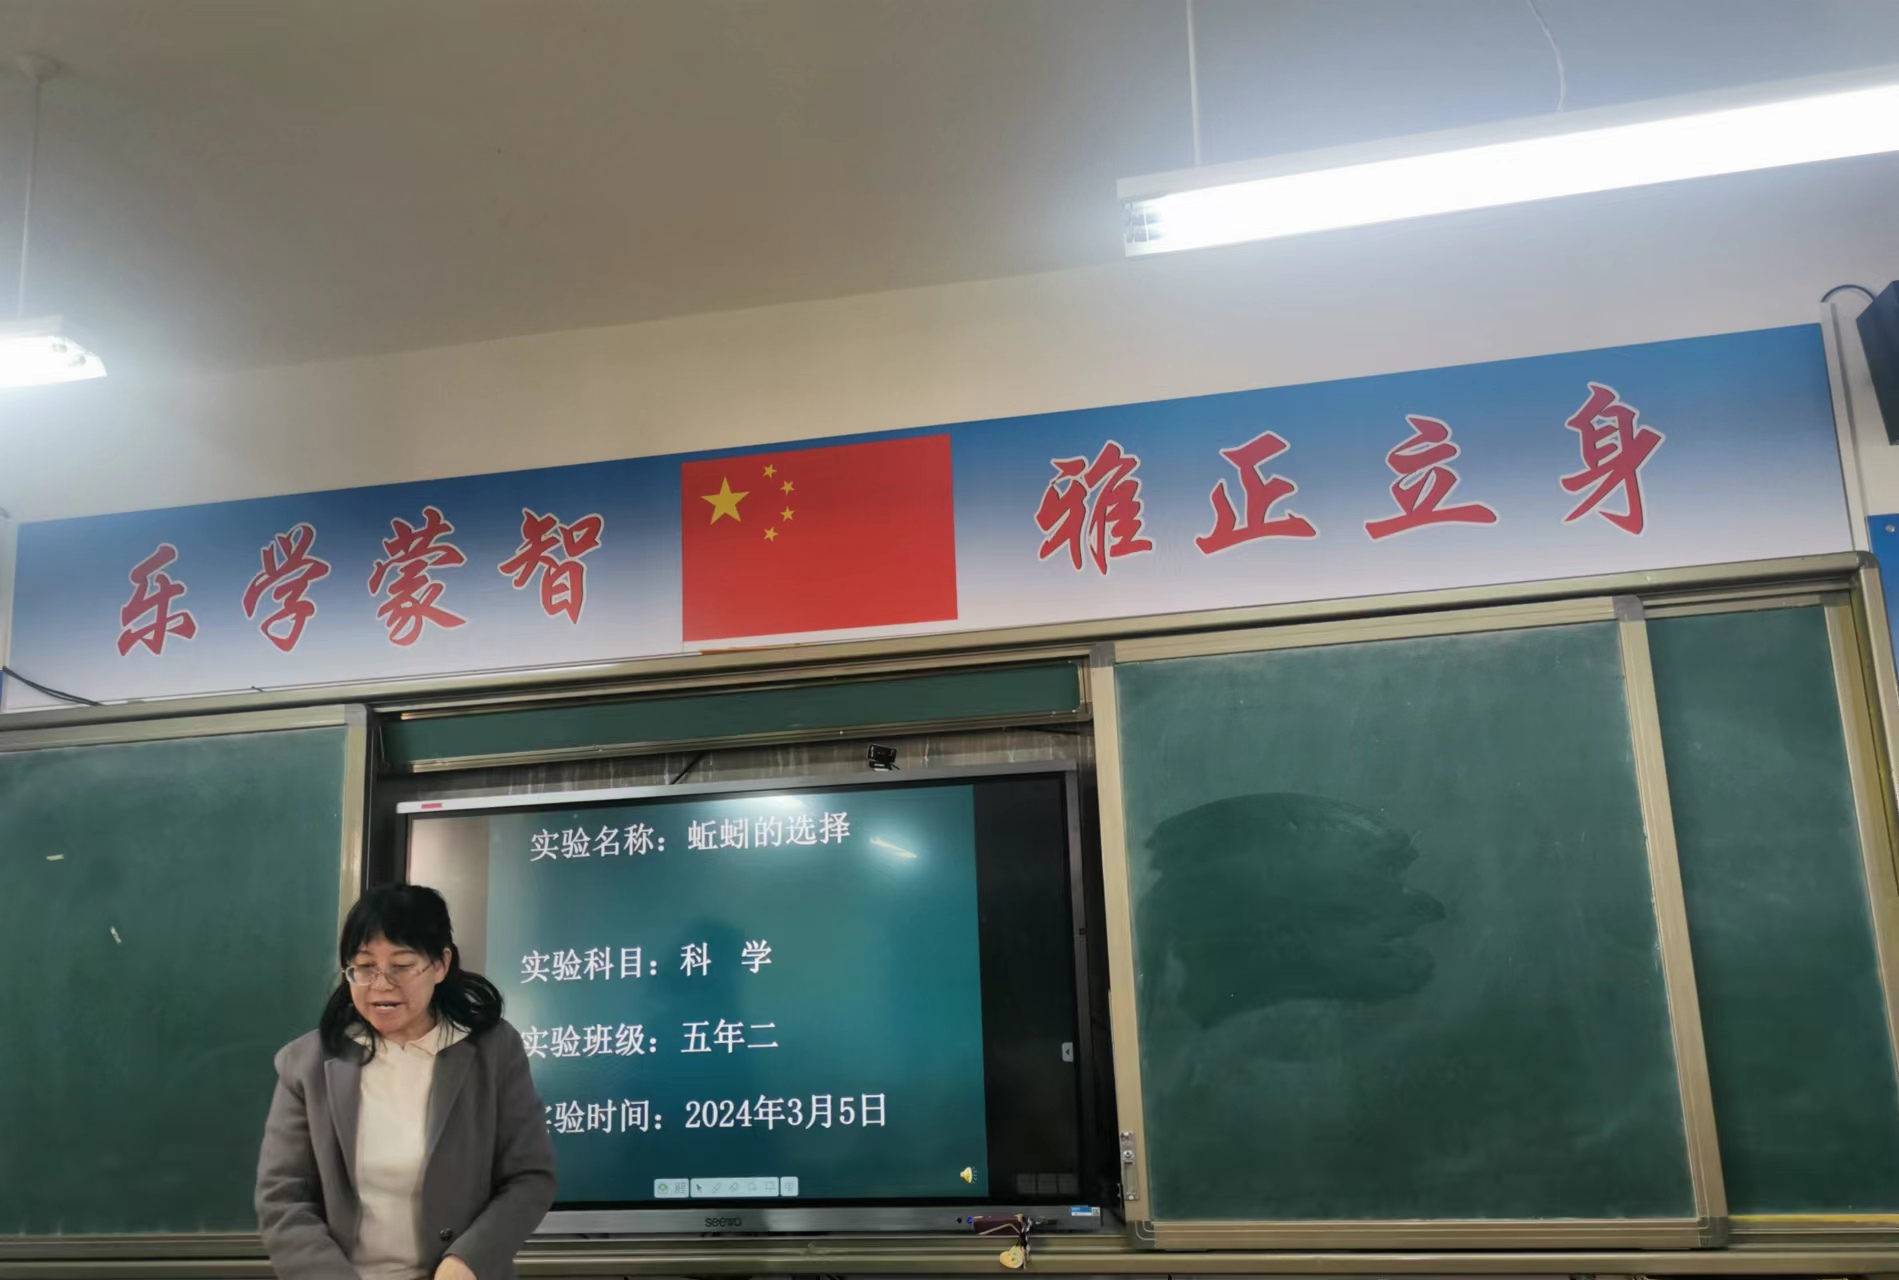 乐学蒙智 雅正立身
实验名称：蚯蚓的选择
实验科目：科 学
实验班级：五年二
实验时间：2024年3月5日
seewo